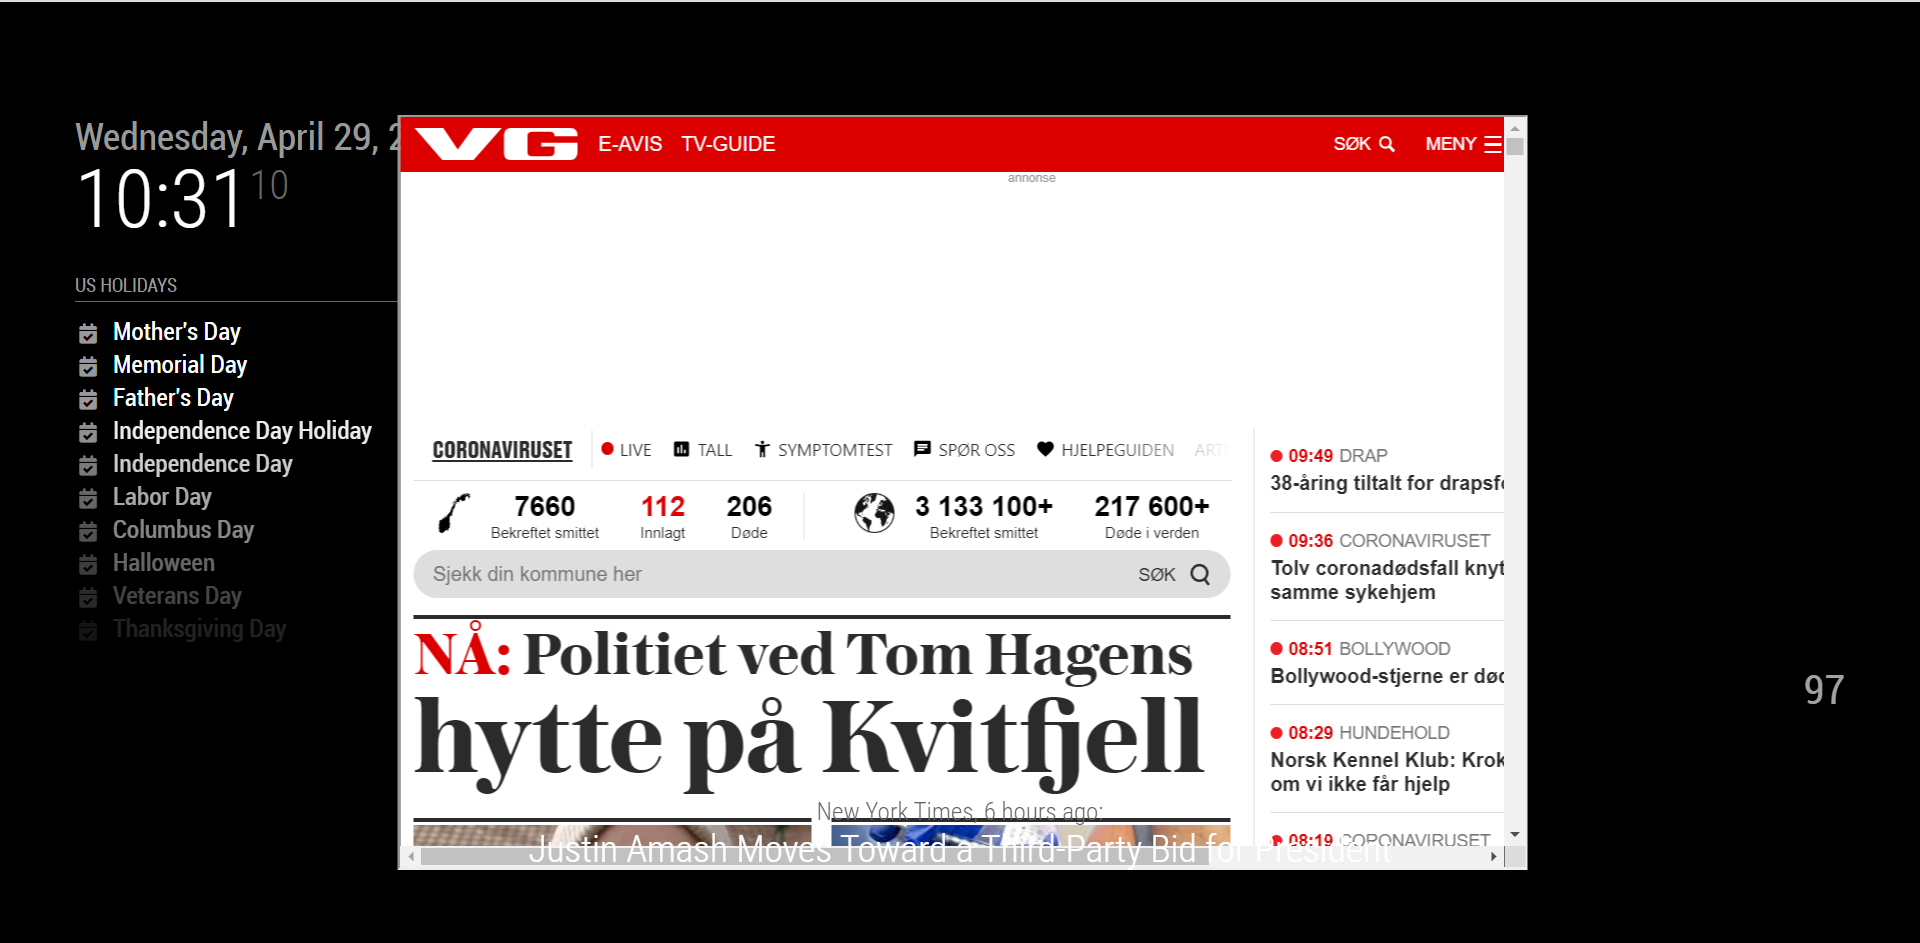 Wednesday, April 29, 2
10:31 10
US HOLIDAYS
Mother's Day
Memorial Day
Father's Day
Independence Day Holiday
Independence Day
Labor Day
Columbus Day
Halloween
Veterans Day
Thanksgiving Day
VG E-AVIS TV-GUIDE SØK MENY
annonse
CORONAVIRUSET LIVE TALL SYMPTOMTEST SPØR OSS HJELPEGUIDEN ART
7660 112 206 3 133 100+ 217 600+
Bekreftet smittet Innlagt Døde Bekreftet smittet Døde i verden
Sjekk din kommune her SØK
NÅ: Politiet ved Tom Hagens
hytte på Kvitfjell
09:49 DRAP
38-åring tiltalt for drapsf
09:36 CORONAVIRUSET
Tolv coronadødsfall knyt
samme sykehjem
08:51 BOLLYWOOD
Bollywood-stjerne er død
08:29 HUNDEHOLD
Norsk Kennel Klub: Krok
om vi ikke får hjelp
08:19 CORONAVIRUSET
New York Times, 6 hours ago:
Justin Amash Moves Toward a Third-Party Bid for President
97